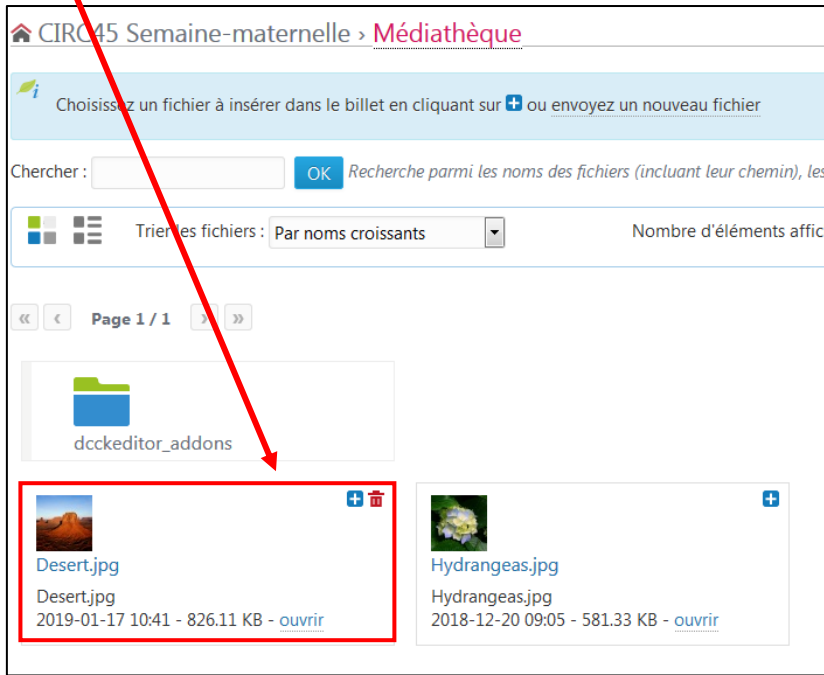 CIRC45 Semaine-maternelle › Médiathèque
Choisissez un fichier à insérer dans le billet en cliquant sur ou envoyez un nouveau fichier
Chercher : OK Recherche parmi les noms des fichiers (incluant leur chemin), les
Trier les fichiers : Par noms croissants Nombre d'éléments affic
« ‹ Page 1 / 1 › »
dcckeditor_addons
Desert.jpg
Desert.jpg
2019-01-17 10:41 - 826.11 KB - ouvrir
Hydrangeas.jpg
Hydrangeas.jpg
2018-12-20 09:05 - 581.33 KB - ouvrir